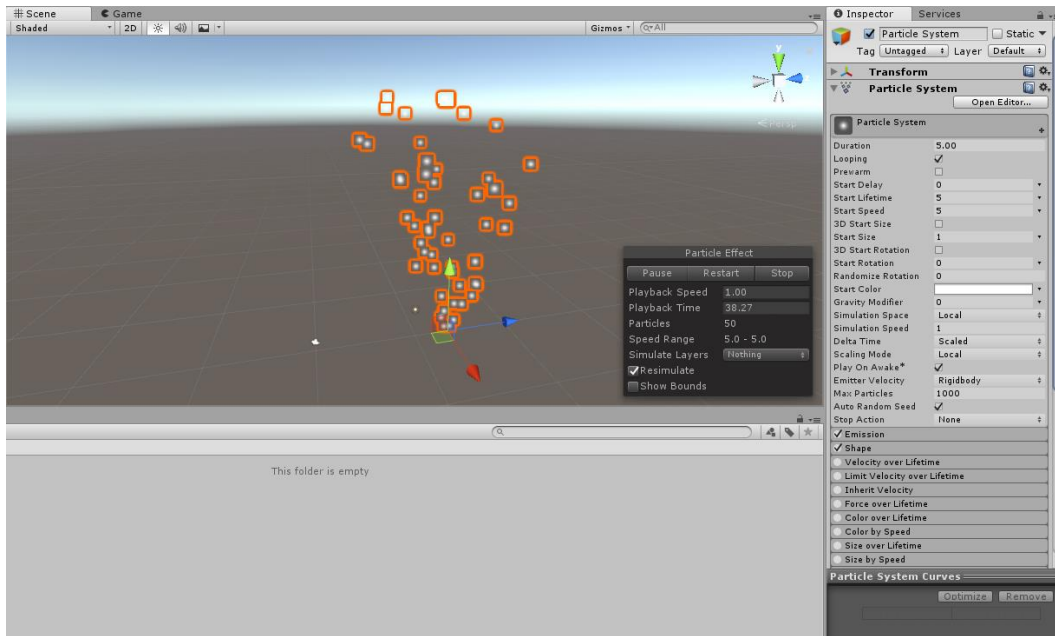 Scene Game
Shaded 2D Gizmos All
y
Persp
Particle Effect
Pause Restart Stop
Playback Speed 1.00
Playback Time 38.27
Particles 50
Speed Range 5.0 - 5.0
Simulate Layers Nothing
Resimulate
Show Bounds
This folder is empty
Inspector Services
Particle System Static
Tag Untagged Layer Default
Transform
Particle System
Open Editor...
Particle System
Duration 5.00
Looping
Prewarm
Start Delay 0
Start Lifetime 5
Start Speed 5
3D Start Size
Start Size 1
3D Start Rotation
Start Rotation 0
Randomize Rotation 0
Start Color
Gravity Modifier 0
Simulation Space Local
Simulation Speed 1
Delta Time Scaled
Scaling Mode Local
Play On Awake*
Emitter Velocity Rigidbody
Max Particles 1000
Auto Random Seed
Stop Action None
Emission
Shape
Velocity over Lifetime
Limit Velocity over Lifetime
Inherit Velocity
Force over Lifetime
Color over Lifetime
Color by Speed
Size over Lifetime
Size by Speed
Particle System Curves
Optimize Remove